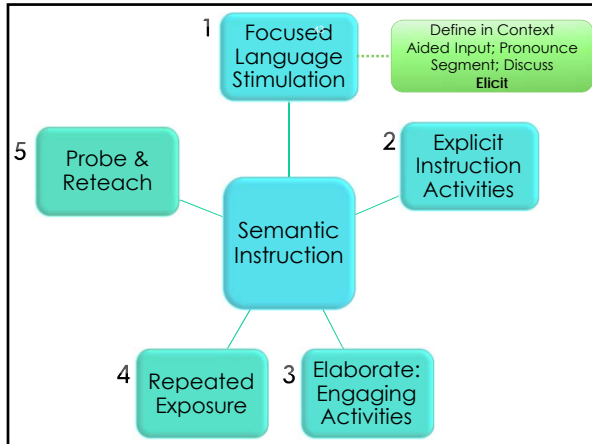 1
Focused
Language
Stimulation
Define in Context
Aided Input; Pronounce
Segment; Discuss
Elicit
2
Explicit
Instruction
Activities
5
Probe &
Reteach
Semantic
Instruction
4
Repeated
Exposure
3
Elaborate:
Engaging
Activities